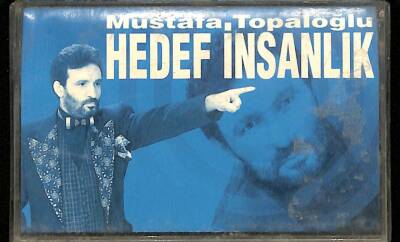 Mustafa Topaloğlu
HEDEF İNSANLIK